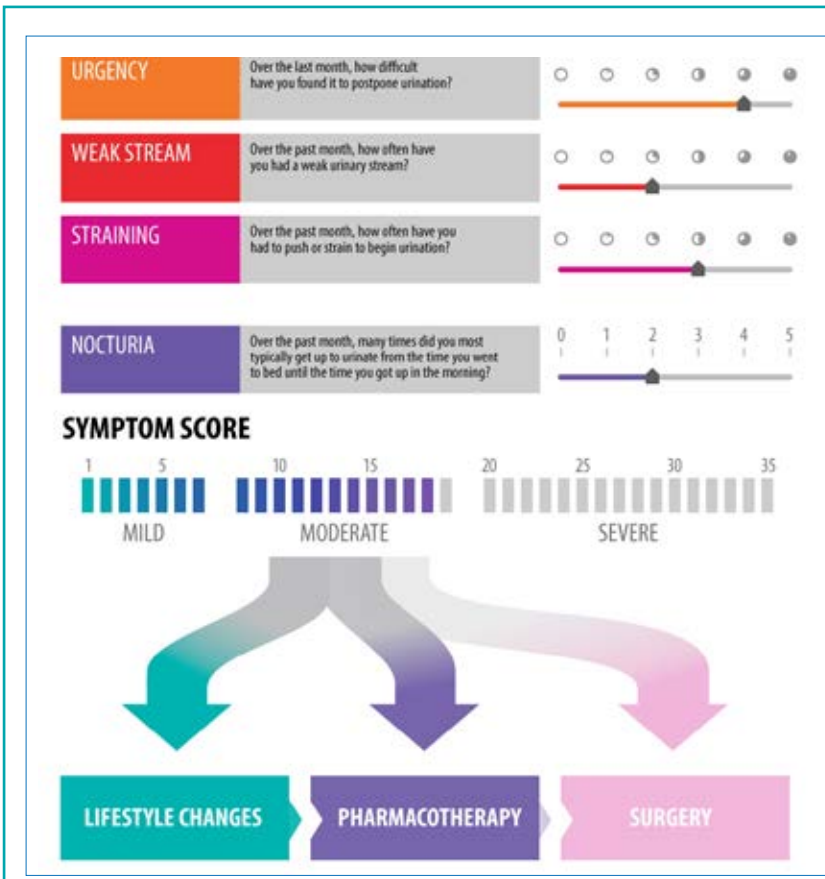 URGENCY
Over the last month, how difficult
have you found it to postpone urination?
WEAK STREAM
Over the past month, how often have
you had a weak urinary stream?
STRAINING
Over the past month, how often have you
had to push or strain to begin urination?
NOCTURIA
Over the past month, many times did you most
typically get up to urinate from the time you went
to bed until the time you got up in the morning?
0 1 2 3 4 5
SYMPTOM SCORE
1 5 10 15 20 25 30 35
MILD MODERATE SEVERE
LIFESTYLE CHANGES PHARMACOTHERAPY SURGERY